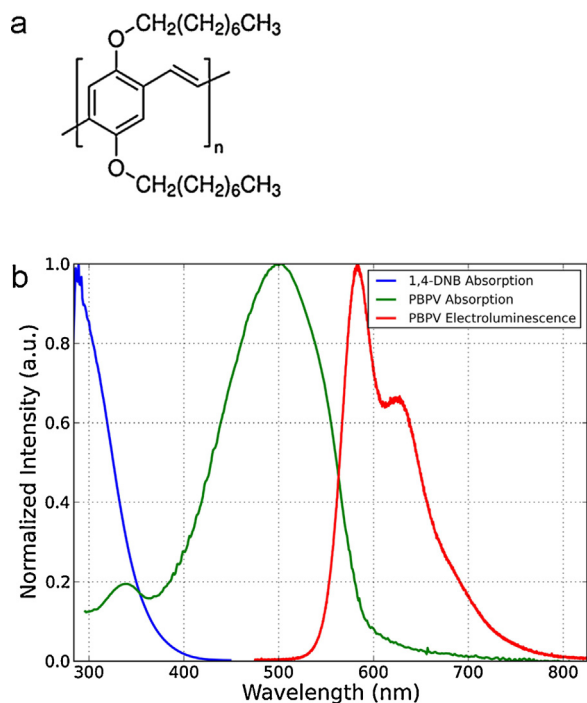 a
O CH2(CH2)6CH3
n
O CH2(CH2)6CH3
b
1,4-DNB Absorption
PBPV Absorption
PBPV Electroluminescence
Normalized Intensity (a.u.)
1.0
0.8
0.6
0.4
0.2
0.0
300 400 500 600 700 800
Wavelength (nm)